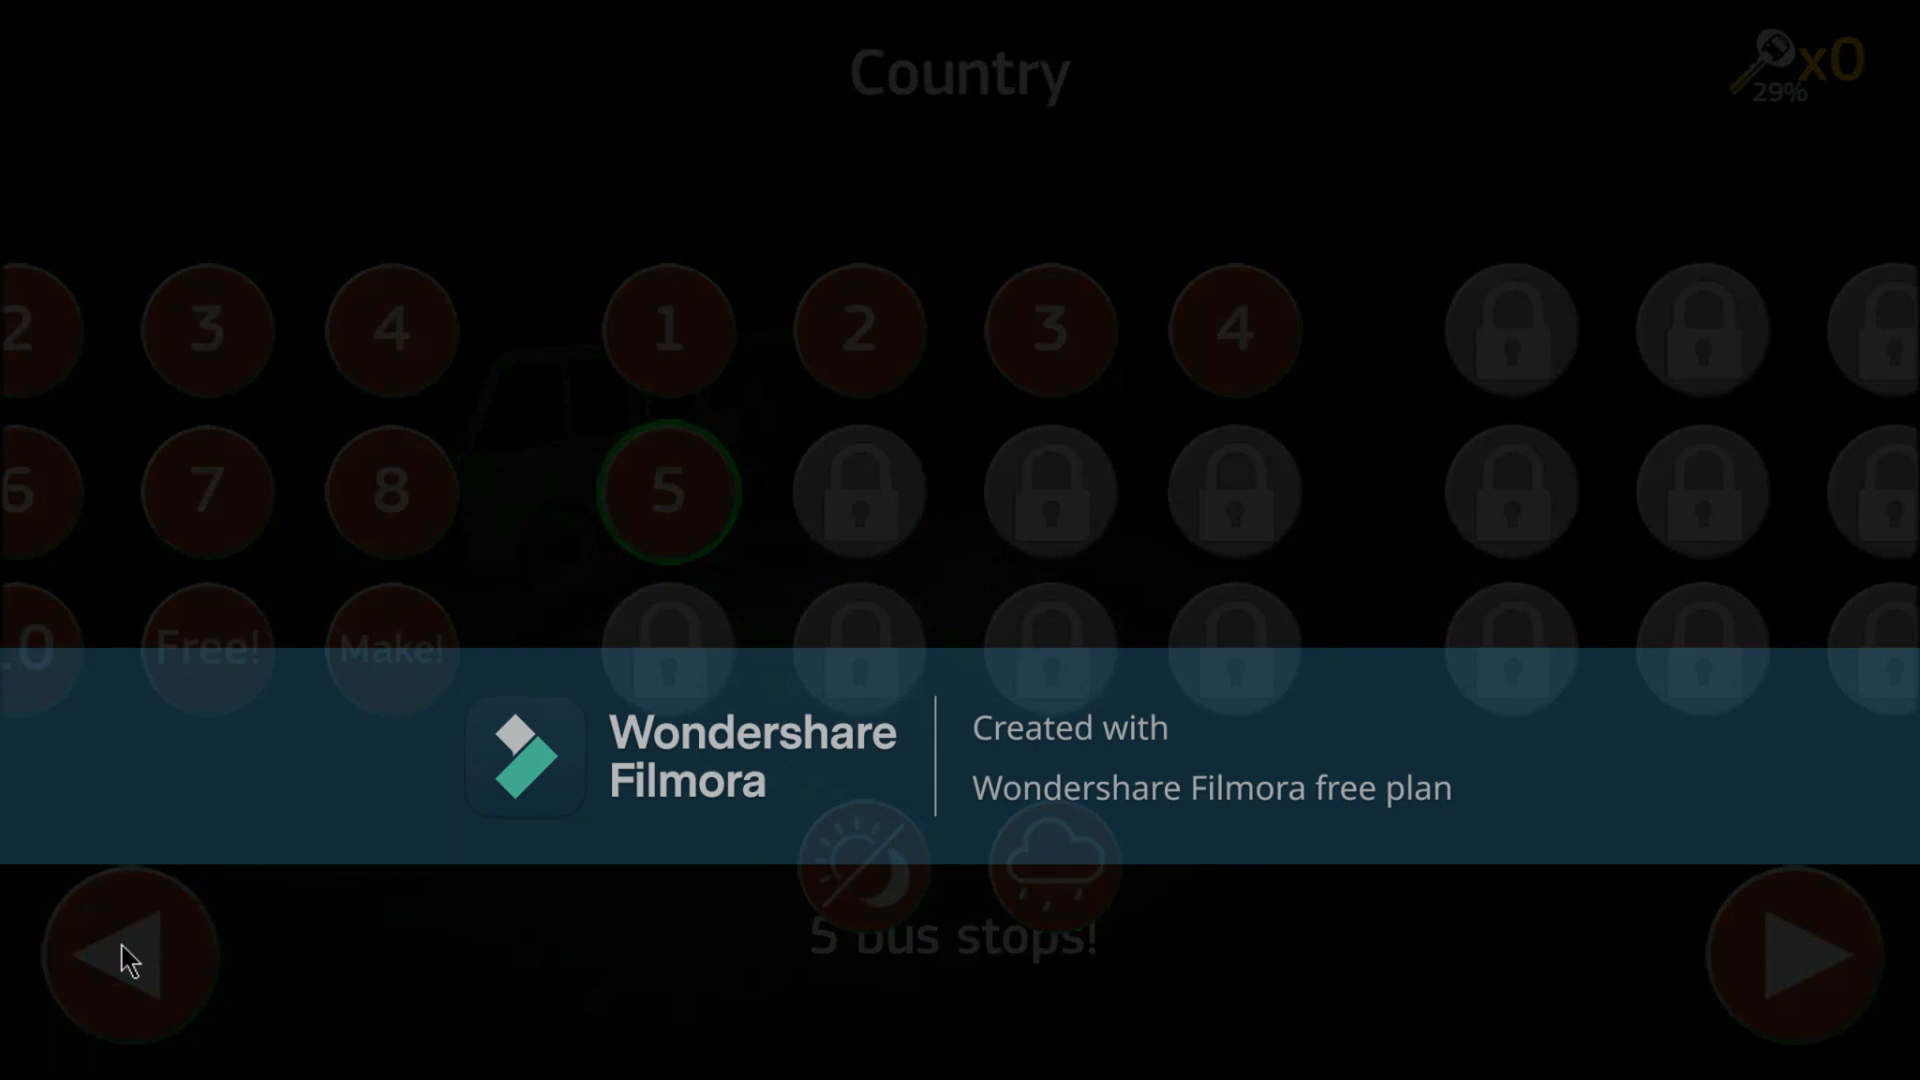 Country
x0
29%
2 3 4 1 2 3 4
6 7 8 5
.0 Free! Make!
Wondershare
Filmora
Created with
Wondershare Filmora free plan
5 bus stops!